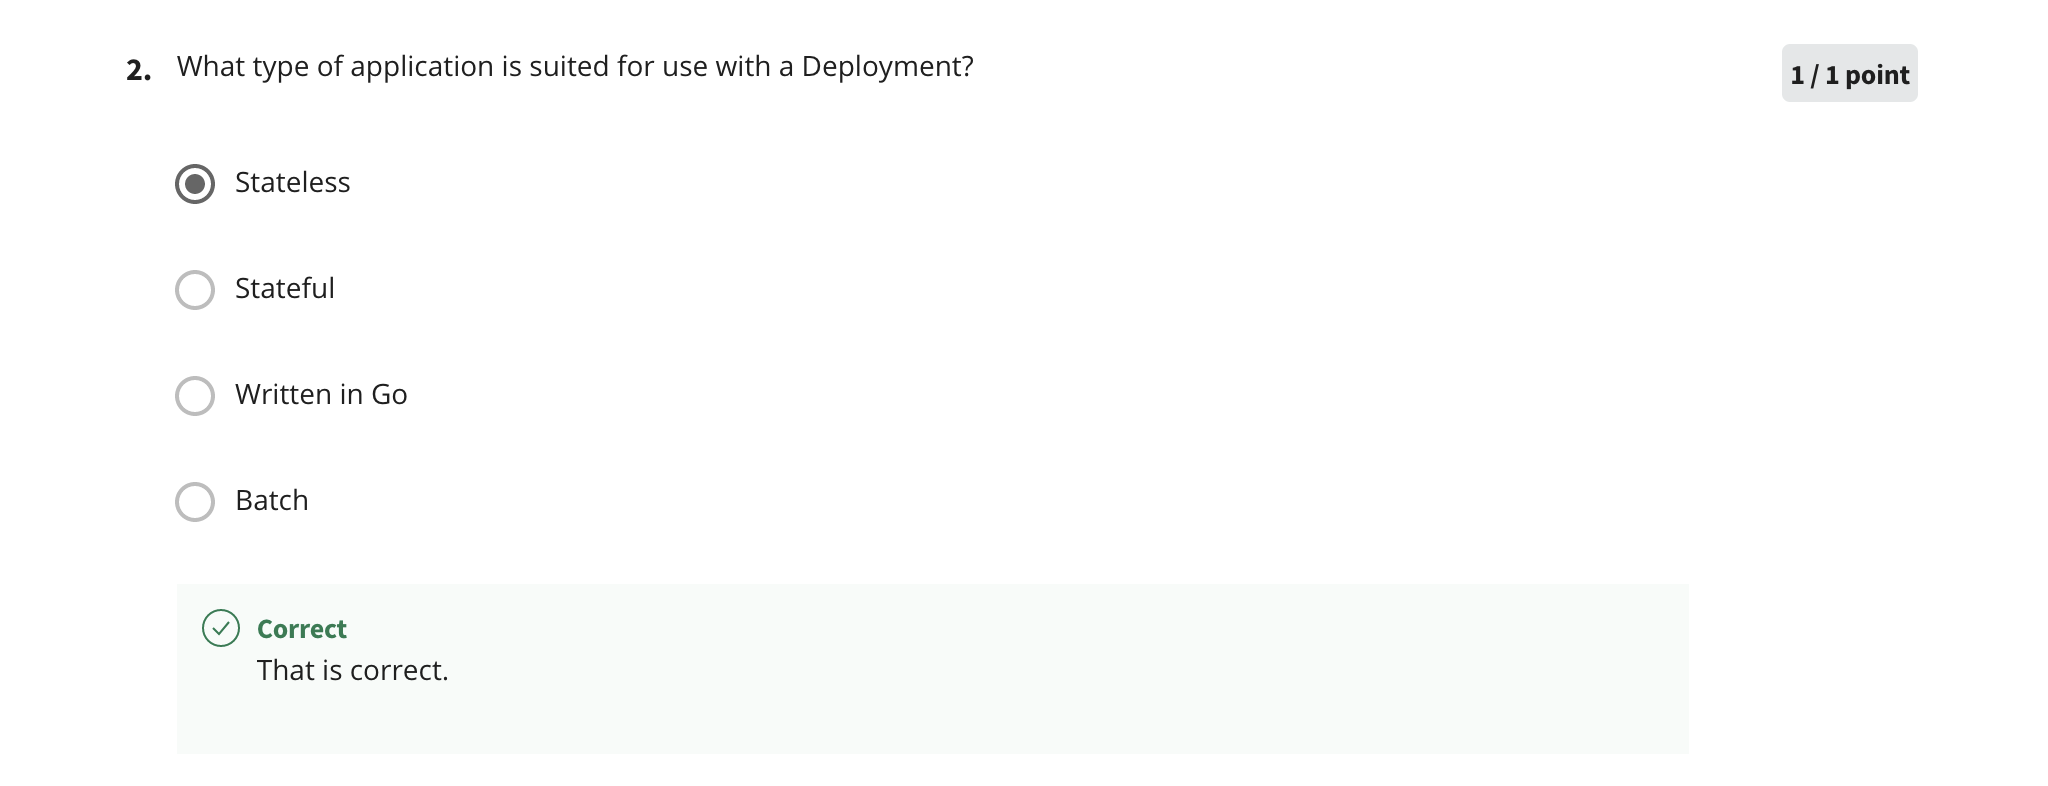 2. What type of application is suited for use with a Deployment?
1 / 1 point
Stateless
Stateful
Written in Go
Batch
Correct
That is correct.